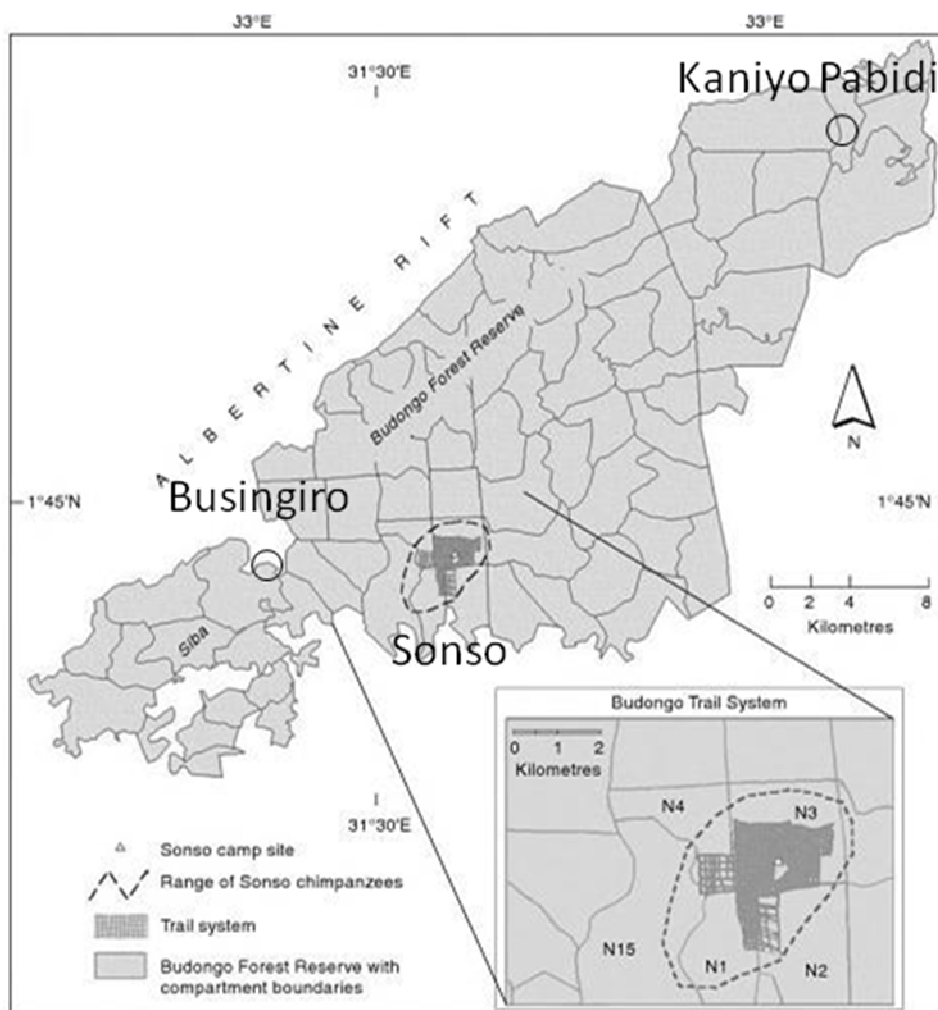 33°E 33°E
31°30'E
Kaniyo Pabidi
ALBERTINE RIFT
Budongo Forest Reserve
N
1°45'N 1°45'N
Busingiro
0 2 4 8
Kilometres
Siba
Sonso
Budongo Trail System
0 1 2
Kilometres
N4 N3
N15 N1 N2
31°30'E
Sonso camp site
Range of Sonso chimpanzees
Trail system
Budongo Forest Reserve with
compartment boundaries